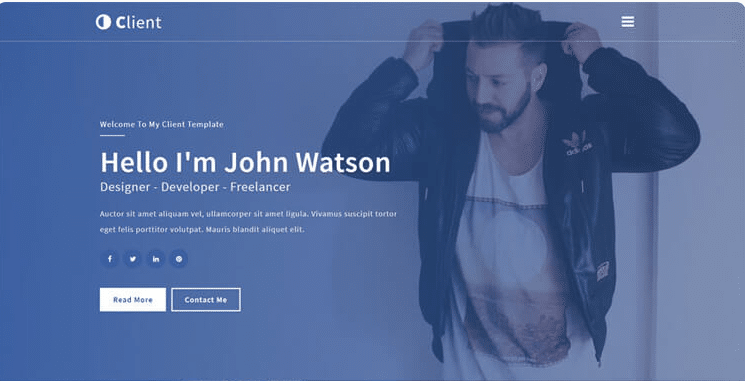 Client
Welcome To My Client Template
Hello I'm John Watson
Designer - Developer - Freelancer
Auctor sit amet aliquam vel, ullamcorper sit amet ligula. Vivamus suscipit tortor
eget felis porttitor volutpat. Mauris blandit aliquet elit.
Read More
Contact Me
adidas